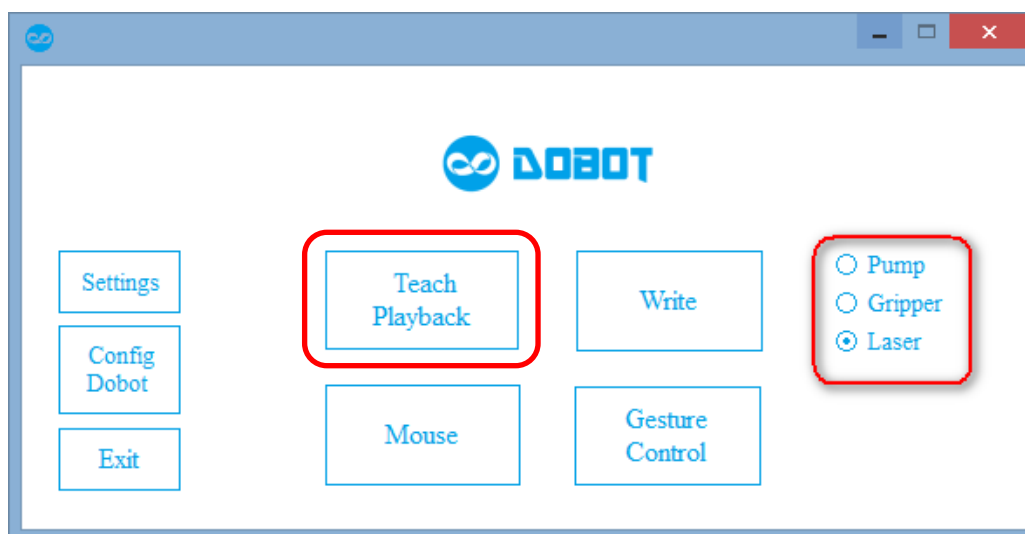 DOBOT
Settings
Config
Dobot
Exit
Teach
Playback
Write
Mouse
Gesture
Control
Pump
Gripper
Laser